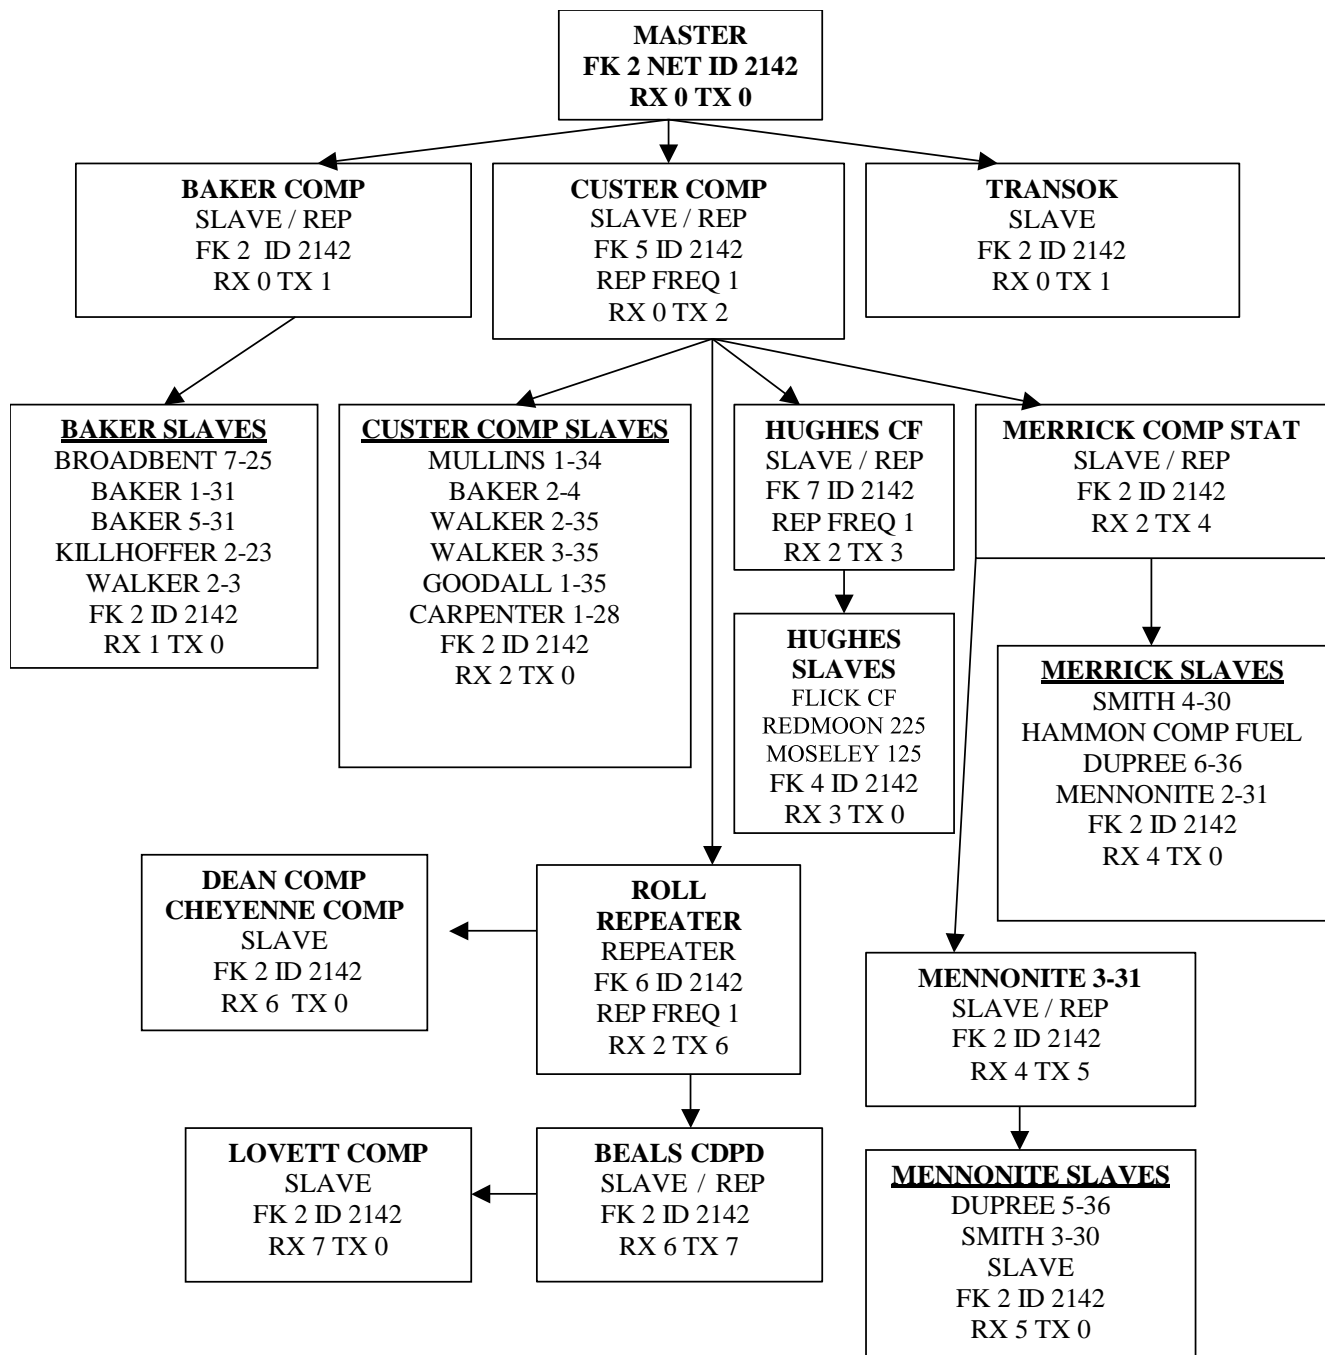 MASTER
FK 2 NET ID 2142
RX 0 TX 0
BAKER COMP
SLAVE / REP
FK 2 ID 2142
RX 0 TX 1
CUSTER COMP
SLAVE / REP
FK 5 ID 2142
REP FREQ 1
RX 0 TX 2
TRANSOK
SLAVE
FK 2 ID 2142
RX 0 TX 1
BAKER SLAVES
BROADBENT 7-25
BAKER 1-31
BAKER 5-31
KILLHOFFER 2-23
WALKER 2-3
FK 2 ID 2142
RX 1 TX 0
CUSTER COMP SLAVES
MULLINS 1-34
BAKER 2-4
WALKER 2-35
WALKER 3-35
GOODALL 1-35
CARPENTER 1-28
FK 2 ID 2142
RX 2 TX 0
HUGHES CF
SLAVE / REP
FK 7 ID 2142
REP FREQ 1
RX 2 TX 3
MERRICK COMP STAT
SLAVE / REP
FK 2 ID 2142
RX 2 TX 4
HUGHES
SLAVES
FLICK CF
REDMOON 225
MOSELEY 125
FK 4 ID 2142
RX 3 TX 0
MERRICK SLAVES
SMITH 4-30
HAMMON COMP FUEL
DUPREE 6-36
MENNONITE 2-31
FK 2 ID 2142
RX 4 TX 0
DEAN COMP
CHEYENNE COMP
SLAVE
FK 2 ID 2142
RX 6 TX 0
ROLL
REPEATER
REPEATER
FK 6 ID 2142
REP FREQ 1
RX 2 TX 6
MENNONITE 3-31
SLAVE / REP
FK 2 ID 2142
RX 4 TX 5
LOVETT COMP
SLAVE
FK 2 ID 2142
RX 7 TX 0
BEALS CDPD
SLAVE / REP
FK 2 ID 2142
RX 6 TX 7
MENNONITE SLAVES
DUPREE 5-36
SMITH 3-30
SLAVE
FK 2 ID 2142
RX 5 TX 0